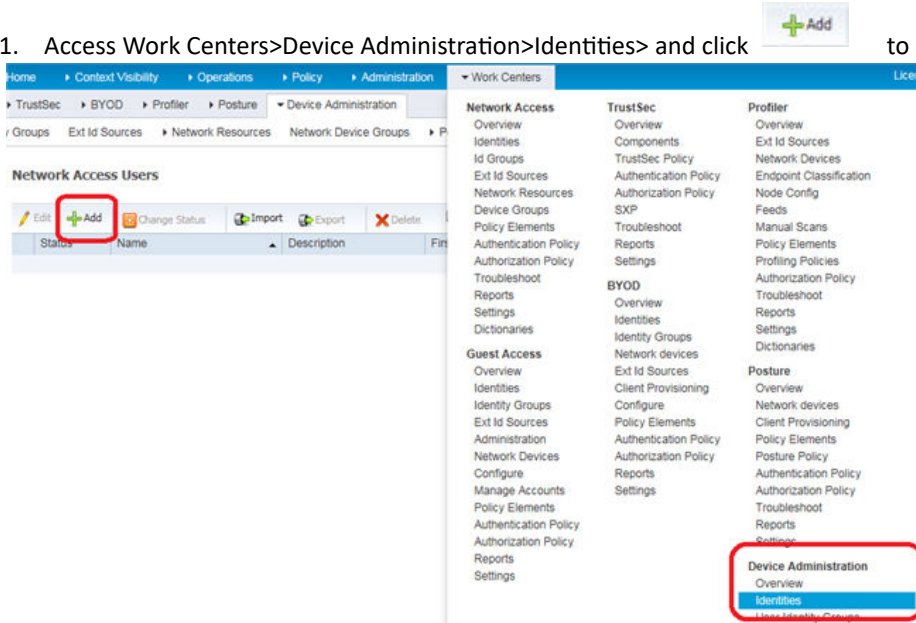 1. Access Work Centers>Device Administration>Identities> and click Add to
Home Context Visibility Operations Policy Administration Work Centers
TrustSec BYOD Profiler Posture Device Administration
Groups Ext Id Sources Network Resources Network Device Groups
Network Access Users
Edit Add Change Status Import Export Delete
Status Name Description
Network Access
Overview
Identities
Id Groups
Ext Id Sources
Network Resources
Device Groups
Policy Elements
Authentication Policy
Authorization Policy
Troubleshoot
Reports
Settings
Dictionaries
Guest Access
Overview
Identities
Identity Groups
Ext Id Sources
Administration
Network Devices
Configure
Manage Accounts
Policy Elements
Authentication Policy
Authorization Policy
Reports
Settings
TrustSec
Overview
Components
TrustSec Policy
Authentication Policy
Authorization Policy
SXP
Troubleshoot
Reports
Settings
BYOD
Overview
Identities
Identity Groups
Network devices
Ext Id Sources
Client Provisioning
Configure
Policy Elements
Authentication Policy
Authorization Policy
Reports
Settings
Profiler
Overview
Ext Id Sources
Network Devices
Endpoint Classification
Node Config
Feeds
Manual Scans
Policy Elements
Profiling Policies
Authorization Policy
Troubleshoot
Reports
Settings
Dictionaries
Posture
Overview
Network devices
Client Provisioning
Policy Elements
Posture Policy
Authentication Policy
Authorization Policy
Troubleshoot
Reports
Settings
Device Administration
Overview
Identities
User Identity Groups